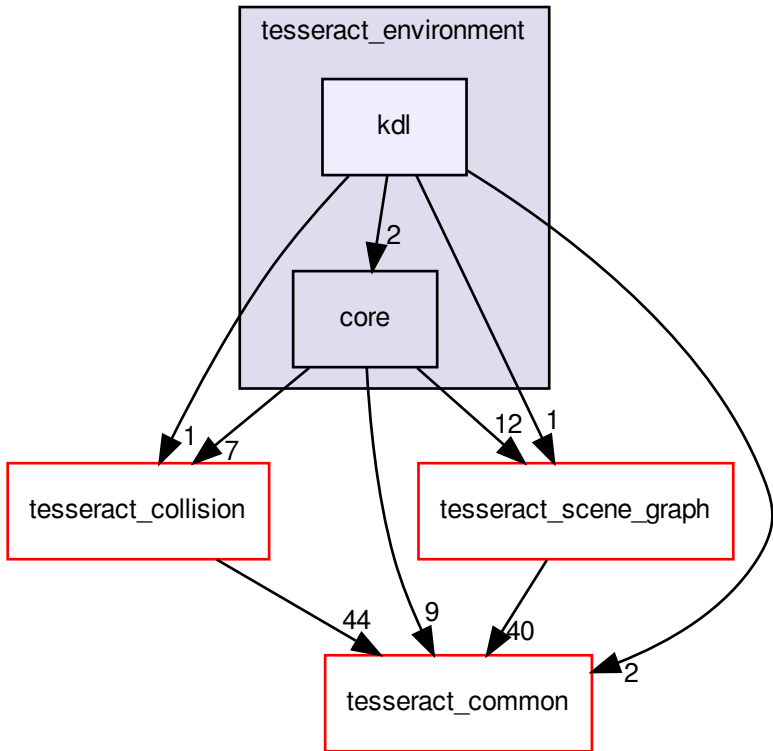 tesseract_environment
kdl
2
core
12
1
1
7
tesseract_collision
tesseract_scene_graph
44
9
40
2
tesseract_common